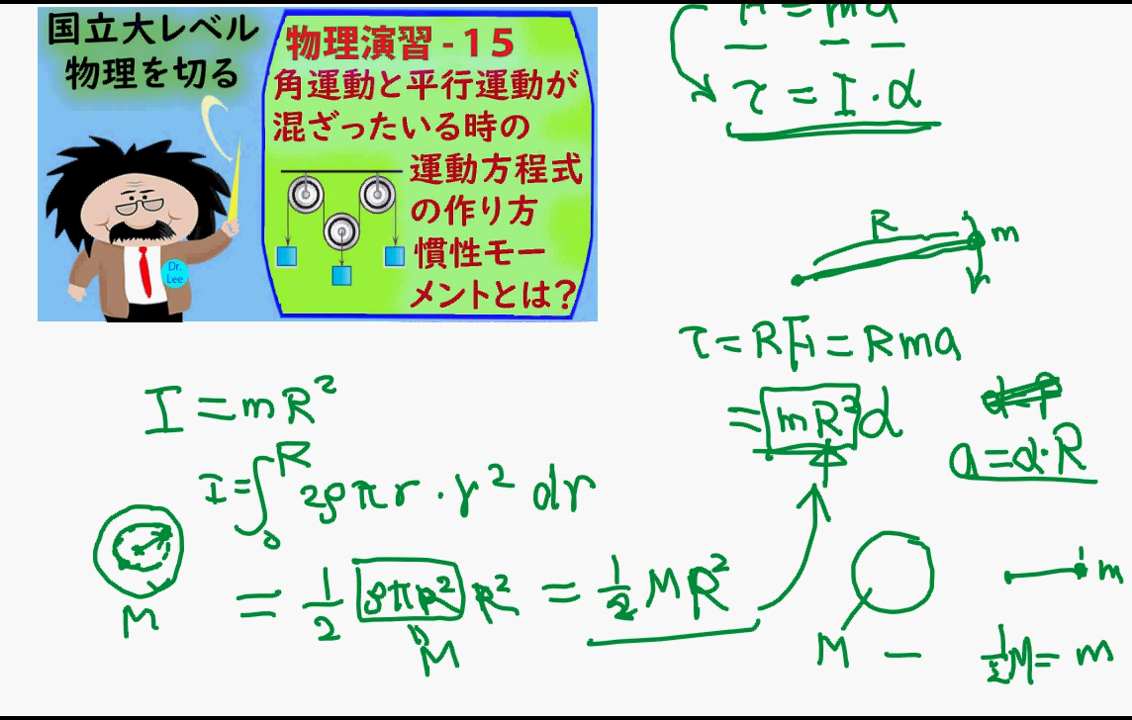 国立大レベル
物理を切る
物理演習-15
角運動と平行運動が
混ざったいる時の
運動方程式
の作り方
慣性モー
メントとは?
Dr.
Lee
F = ma
τ = I・α
R
m
τ = RF = Rma
= mR²α
a = α・R
I = mR²
I = ∫₀ᴿ 2ρπr・r² dr
M
= 1/2 ρπR² R² = 1/2 MR²
M
M
m
1/2 M = m